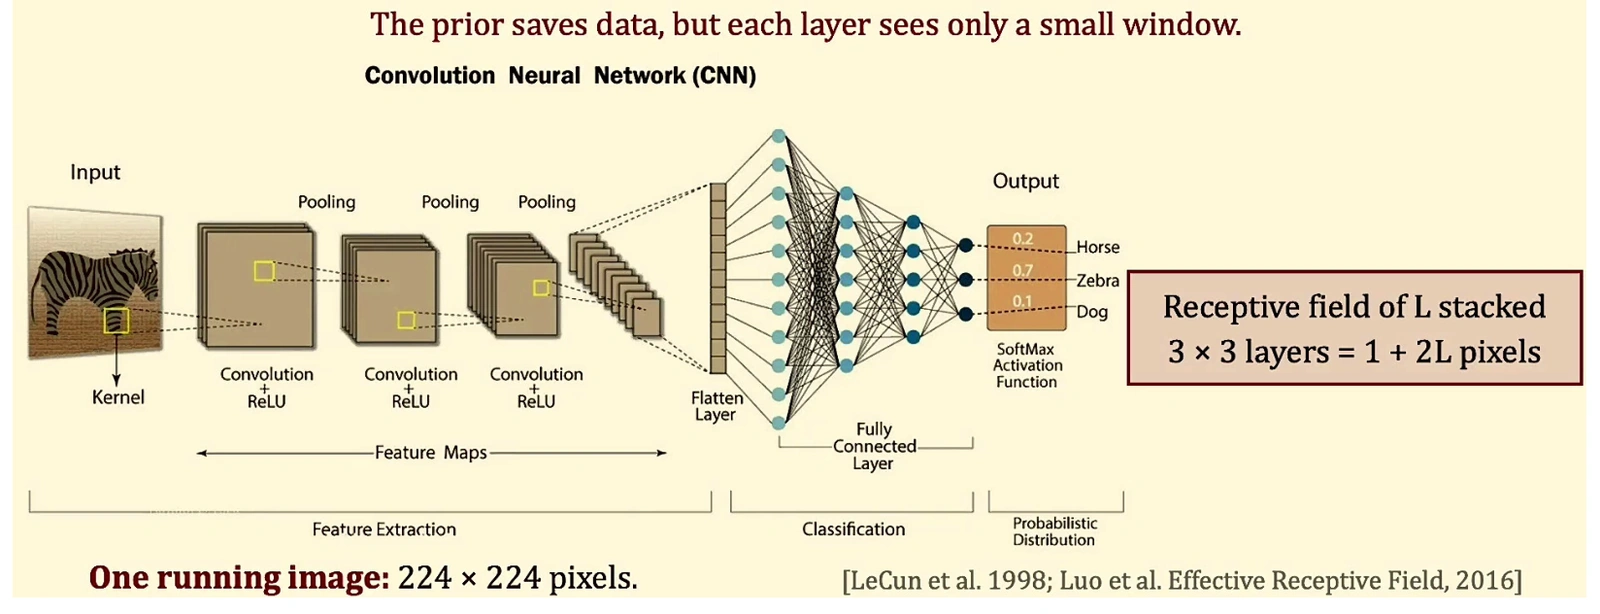 The prior saves data, but each layer sees only a small window.
Convolution Neural Network (CNN)
Input
Pooling
Pooling
Pooling
Output
0.2
Horse
0.7
Zebra
0.1
Dog
Receptive field of L stacked
3 × 3 layers = 1 + 2L pixels
Kernel
Convolution
+
ReLU
Convolution
+
ReLU
Convolution
+
ReLU
Flatten
Layer
SoftMax
Activation
Function
Fully
Connected
Layer
Feature Maps
Feature Extraction
Classification
Probabilistic
Distribution
One running image: 224 × 224 pixels.
[LeCun et al. 1998; Luo et al. Effective Receptive Field, 2016]